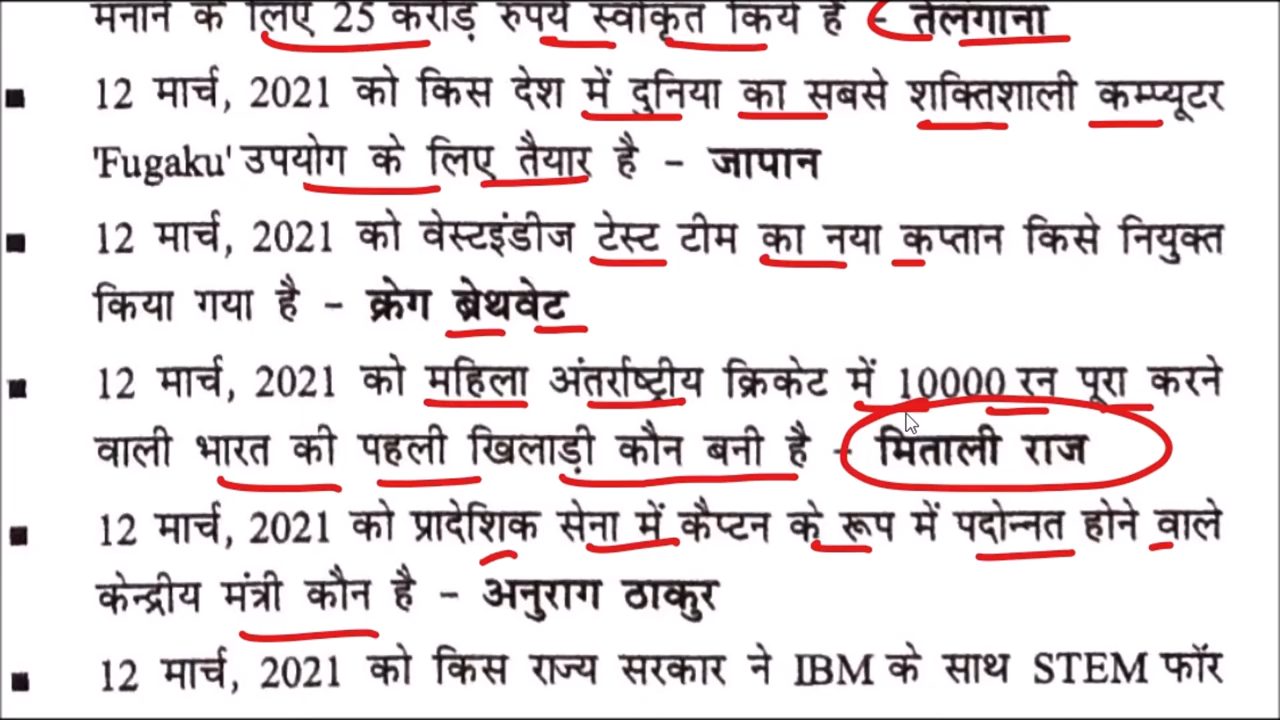 मनाने के लिए 25 करोड़ रुपये स्वीकृत किये हैं - तेलंगाना
■ 12 मार्च, 2021 को किस देश में दुनिया का सबसे शक्तिशाली कम्प्यूटर
'Fugaku' उपयोग के लिए तैयार है - जापान
■ 12 मार्च, 2021 को वेस्टइंडीज टेस्ट टीम का नया कप्तान किसे नियुक्त
किया गया है - क्रेग ब्रेथवेट
■ 12 मार्च, 2021 को महिला अंतर्राष्ट्रीय क्रिकेट में 10000 रन पूरा करने
वाली भारत की पहली खिलाड़ी कौन बनी है - मिताली राज
■ 12 मार्च, 2021 को प्रादेशिक सेना में कैप्टन के रूप में पदोन्नत होने वाले
केन्द्रीय मंत्री कौन है - अनुराग ठाकुर
■ 12 मार्च, 2021 को किस राज्य सरकार ने IBM के साथ STEM फॉर